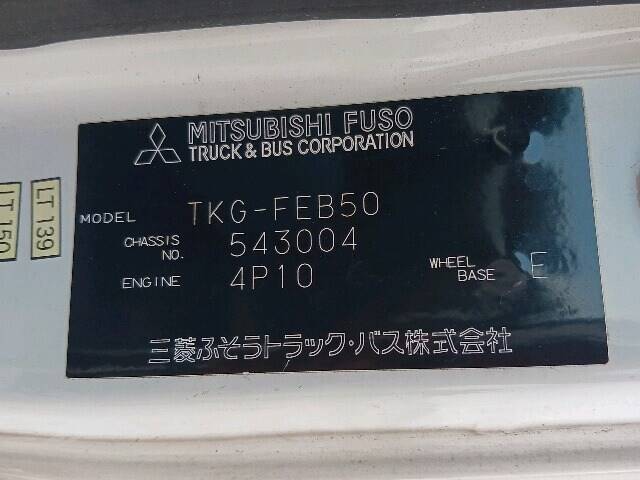 MITSUBISHI FUSO
TRUCK & BUS CORPORATION
MODEL TKG-FEB50
CHASSIS NO. 543004
ENGINE 4P10
WHEEL BASE E
三菱ふそうトラック・バス株式会社
LT 139
LT 150